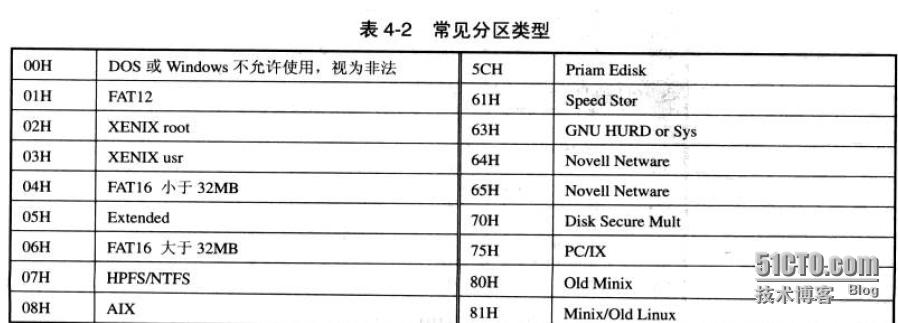 表 4-2 常见分区类型
00H DOS 或 Windows 不允许使用，视为非法 5CH Priam Edisk
01H FAT12 61H Speed Stor
02H XENIX root 63H GNU HURD or Sys
03H XENIX usr 64H Novell Netware
04H FAT16 小于 32MB 65H Novell Netware
05H Extended 70H Disk Secure Mult
06H FAT16 大于 32MB 75H PC/IX
07H HPFS/NTFS 80H Old Minix
08H AIX 81H Minix/Old Linux
51CTO.com
技术博客 Blog